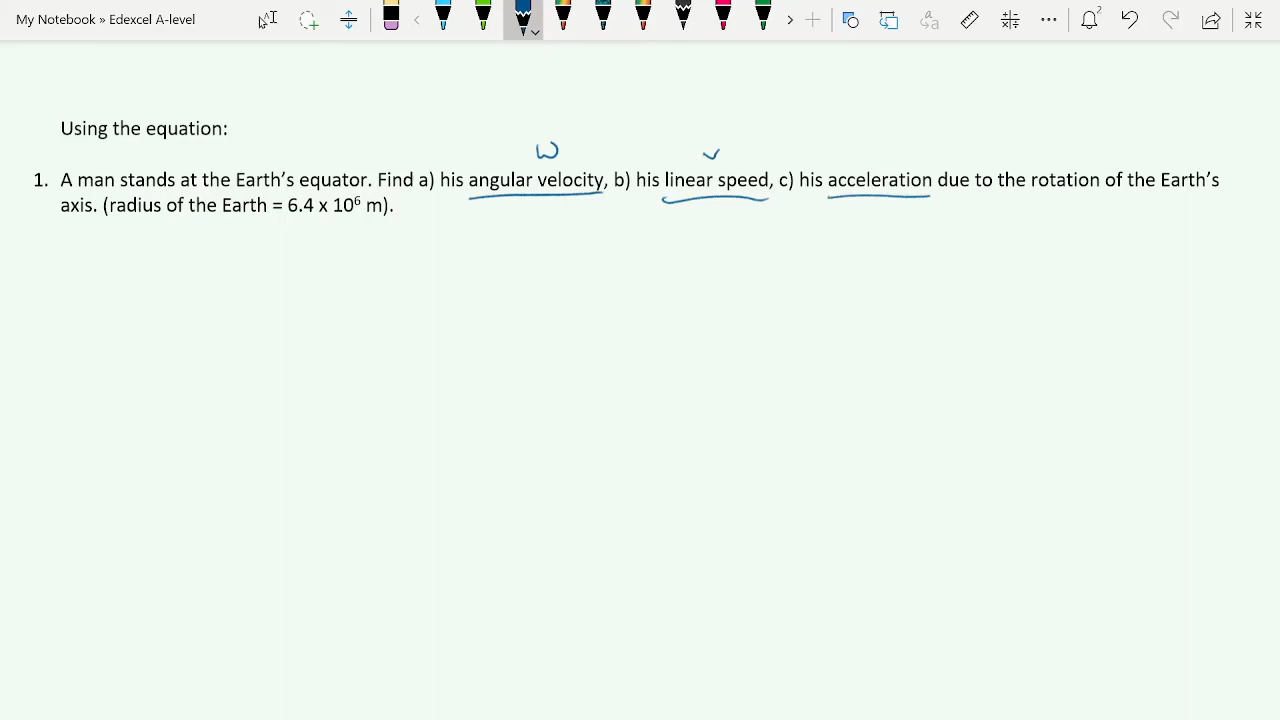 My Notebook » Edexcel A-level
Using the equation:
ω v
1. A man stands at the Earth's equator. Find a) his angular velocity, b) his linear speed, c) his acceleration due to the rotation of the Earth's
axis. (radius of the Earth = 6.4 x 10⁶ m).